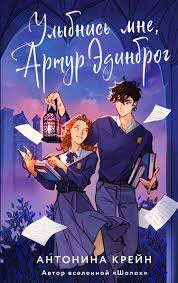 Улыбнись мне,
Артур Эдинброг
АНТОНИНА КРЕЙН
Автор вселенной «Шолох»